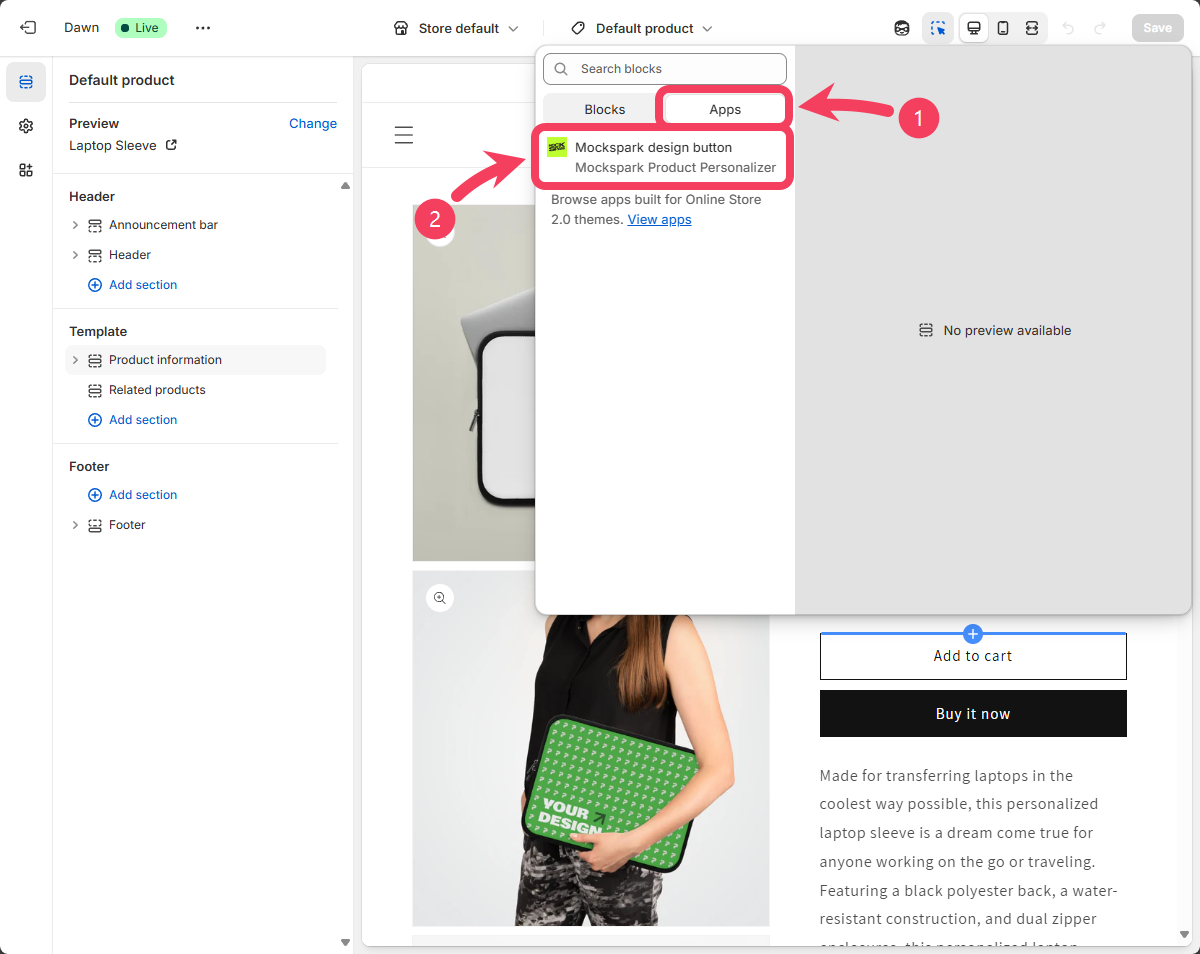 Dawn
Live
Store default
Default product
Save
Default product
Preview
Change
Laptop Sleeve
Header
Announcement bar
Header
Add section
Template
Product information
Related products
Add section
Footer
Add section
Footer
Search blocks
Blocks
Apps
1
Mockspark design button
Mockspark Product Personalizer
2
Browse apps built for Online Store
2.0 themes. View apps
No preview available
YOUR
DESIGN
Add to cart
Buy it now
Made for transferring laptops in the
coolest way possible, this personalized
laptop sleeve is a dream come true for
anyone working on the go or traveling.
Featuring a black polyester back, a water-
resistant construction, and dual zipper
enclosures, this personalized laptop